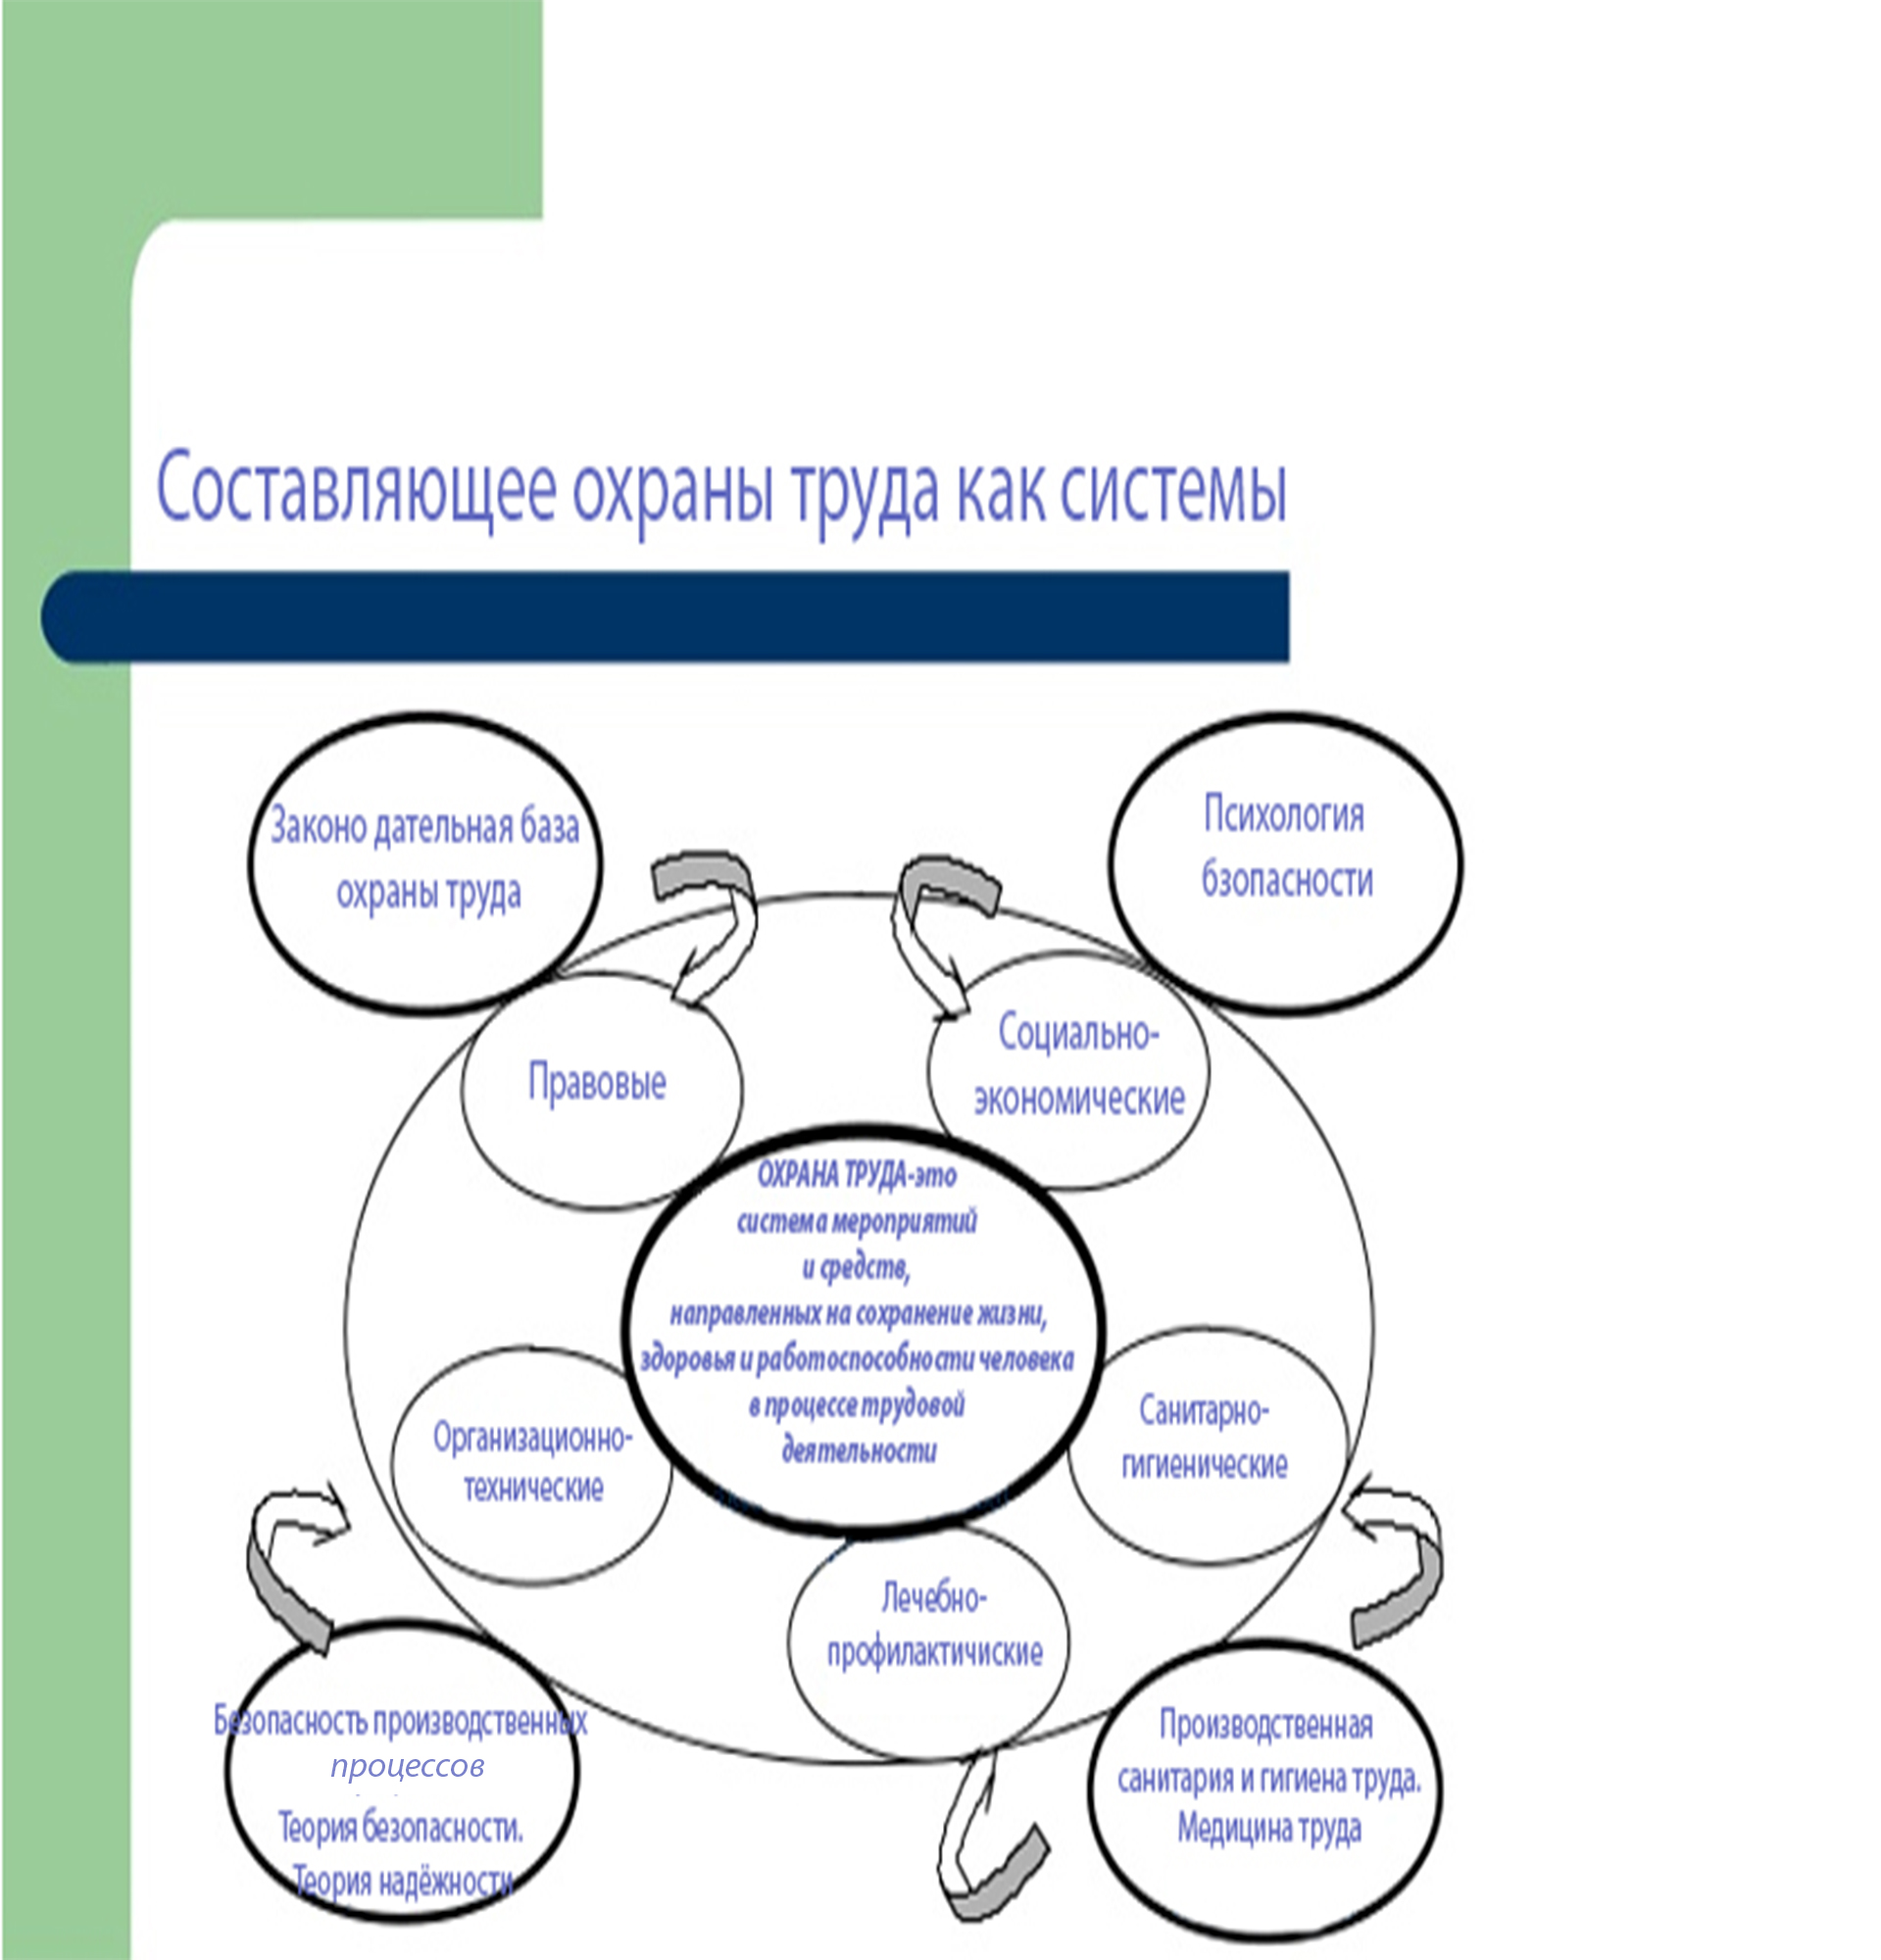 Составляющее охраны труда как системы
Законо дательная база
охраны труда
Психология
бзопасности
Правовые
Социально-
экономические
ОХРАНА ТРУДА-это
система мероприятий
и средств,
направленных на сохранение жизни,
здоровья и работоспособности человека
в процессе трудовой
деятельности
Организационно-
технические
Санитарно-
гигиенические
Лечебно-
профилактичиские
Безопасность производственных
процессов
Теория безопасности.
Теория надёжности
Производственная
санитария и гигиена труда.
Медицина труда